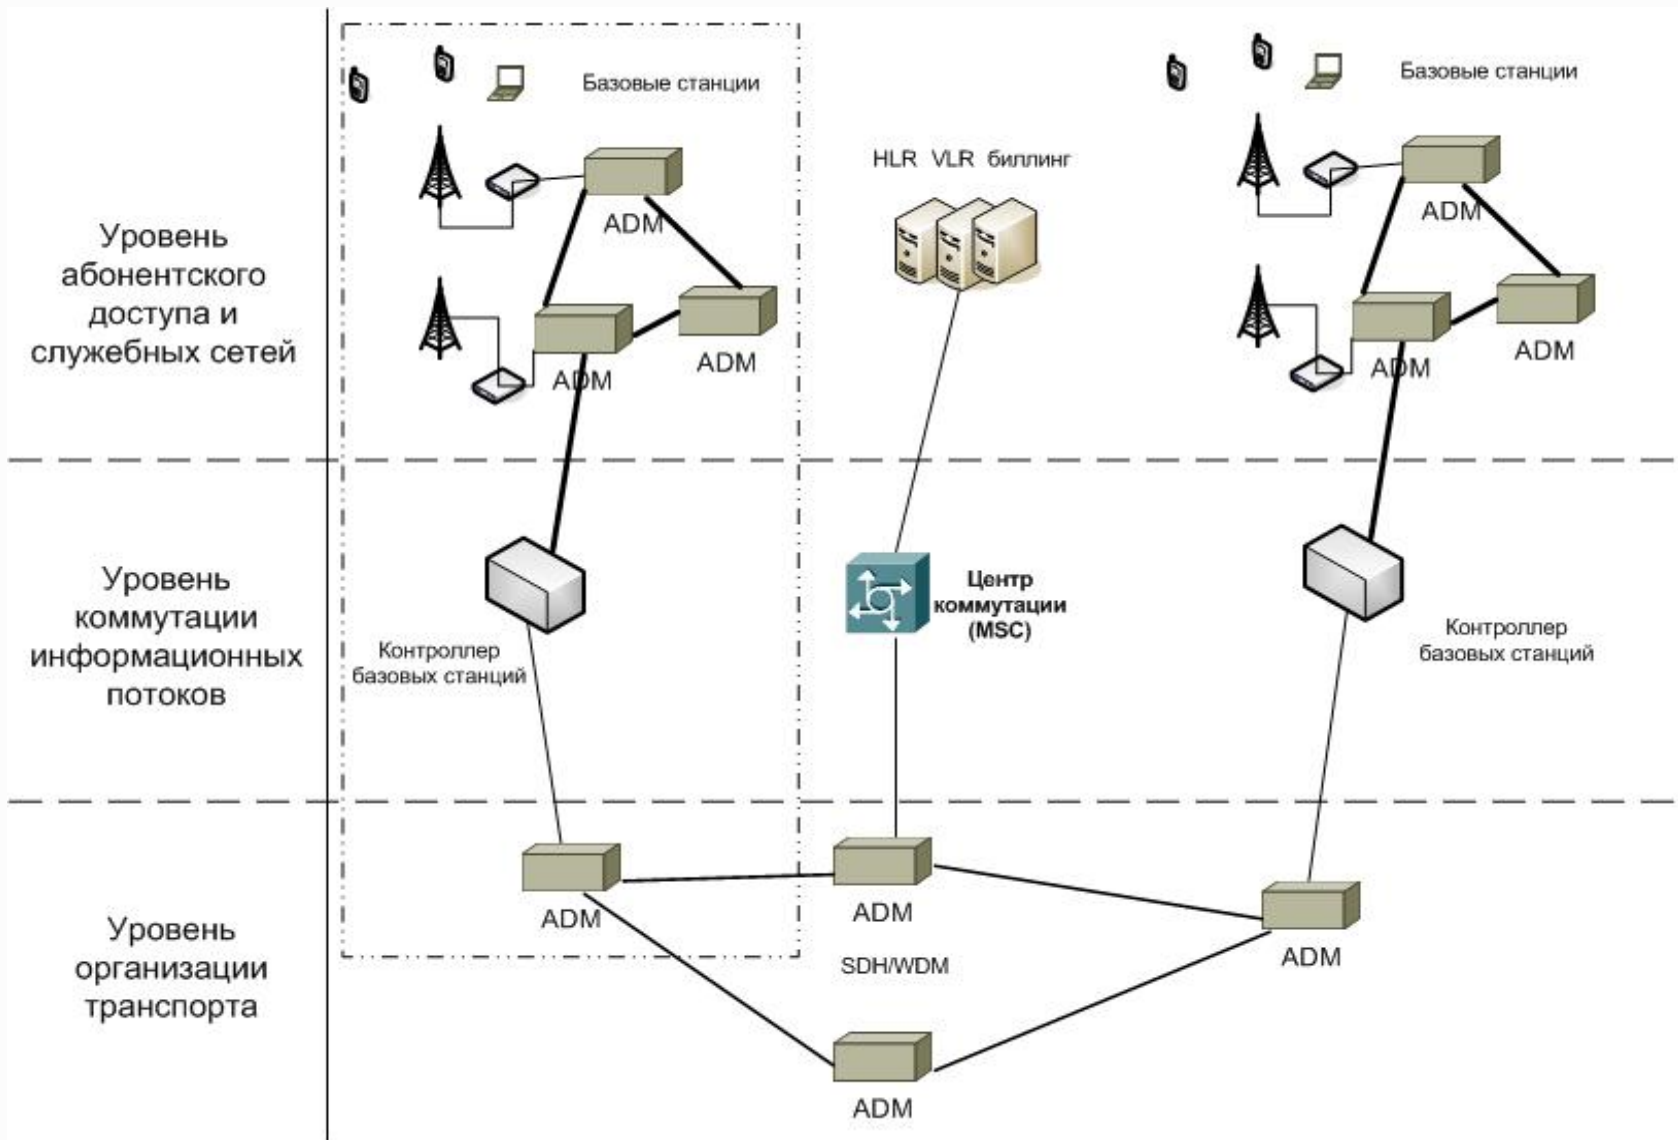 Базовые станции
Базовые станции
HLR VLR биллинг
Уровень
абонентского
доступа и
служебных сетей
ADM
ADM
ADM
ADM
ADM
ADM
Уровень
коммутации
информационных
потоков
Контроллер
базовых станций
Центр
коммутации
(MSC)
Контроллер
базовых станций
Уровень
организации
транспорта
ADM
ADM
ADM
SDH/WDM
ADM